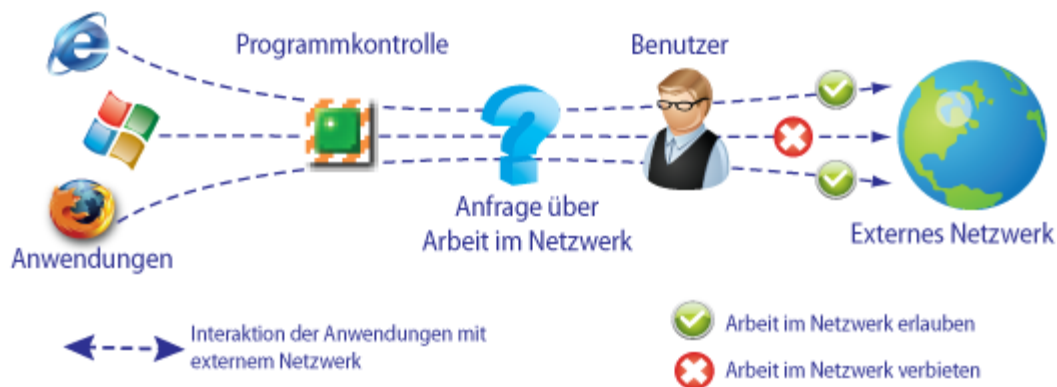 Programmkontrolle
Benutzer
Anfrage über
Arbeit im Netzwerk
Externes Netzwerk
Anwendungen
Interaktion der Anwendungen mit
externem Netzwerk
Arbeit im Netzwerk erlauben
Arbeit im Netzwerk verbieten